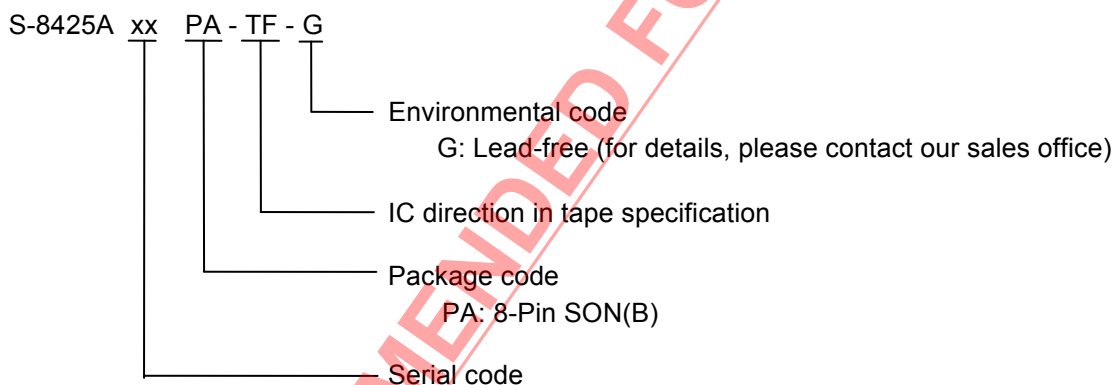 S-8425A xx PA - TF - G
Environmental code
G: Lead-free (for details, please contact our sales office)
IC direction in tape specification
Package code
PA: 8-Pin SON(B)
Serial code
MENDED FO